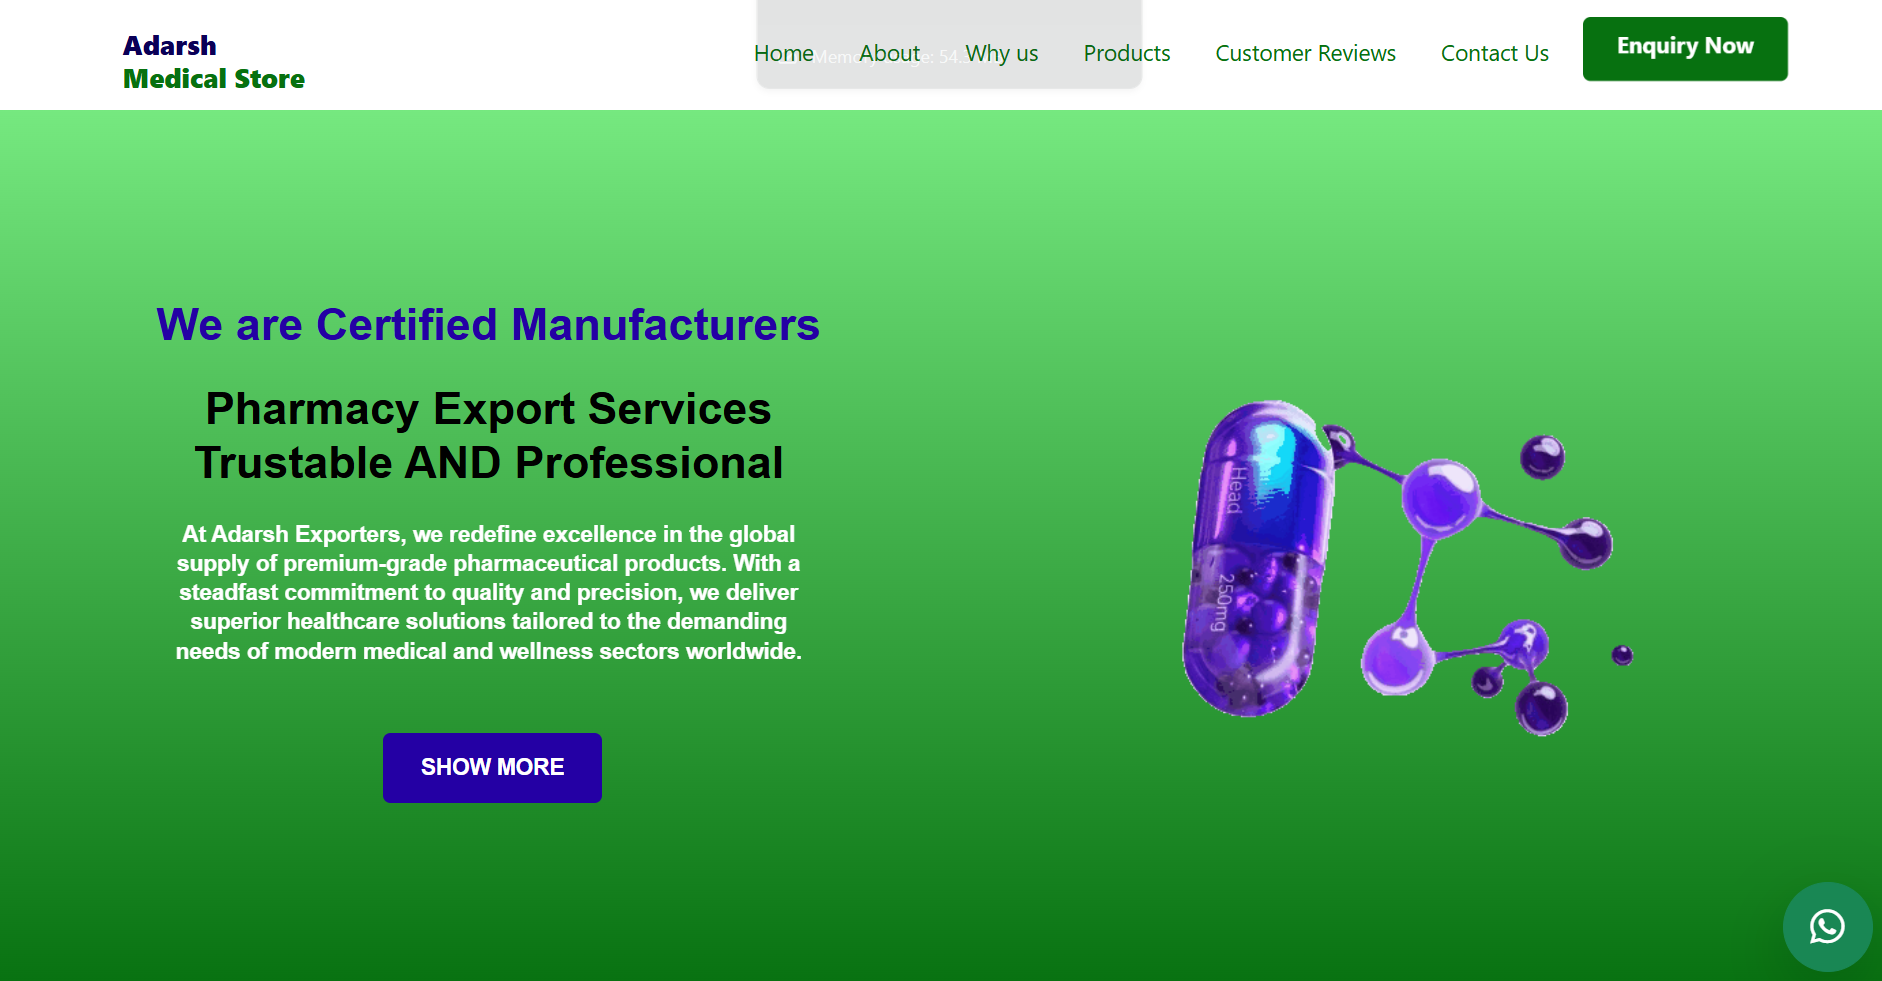 Adarsh
Medical Store
Home About Why us Products Customer Reviews Contact Us Enquiry Now
Memory usage: 54.
We are Certified Manufacturers
Pharmacy Export Services
Trustable AND Professional
At Adarsh Exporters, we redefine excellence in the global
supply of premium-grade pharmaceutical products. With a
steadfast commitment to quality and precision, we deliver
superior healthcare solutions tailored to the demanding
needs of modern medical and wellness sectors worldwide.
SHOW MORE
Head
250mg